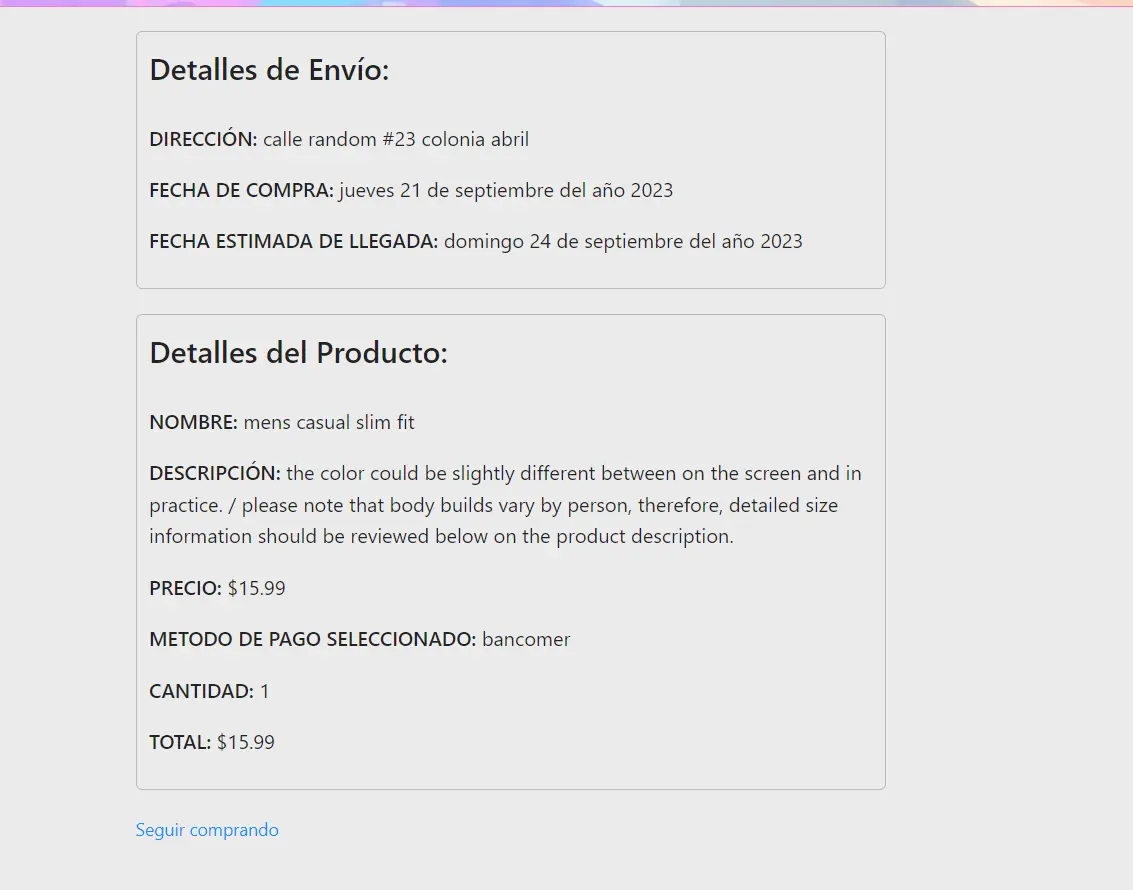 Detalles de Envío:
DIRECCIÓN: calle random #23 colonia abril
FECHA DE COMPRA: jueves 21 de septiembre del año 2023
FECHA ESTIMADA DE LLEGADA: domingo 24 de septiembre del año 2023
Detalles del Producto:
NOMBRE: mens casual slim fit
DESCRIPCIÓN: the color could be slightly different between on the screen and in
practice. / please note that body builds vary by person, therefore, detailed size
information should be reviewed below on the product description.
PRECIO: $15.99
METODO DE PAGO SELECCIONADO: bancomer
CANTIDAD: 1
TOTAL: $15.99
Seguir comprando